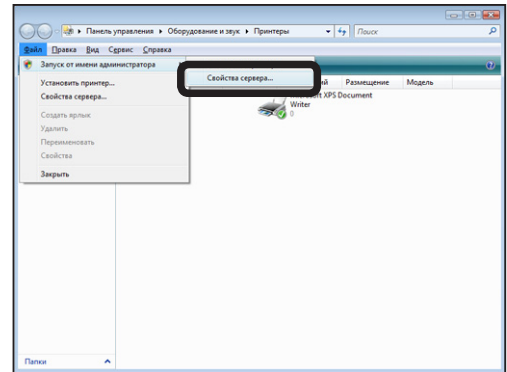 Панель управления ▸ Оборудование и звук ▸ Принтеры
Поиск
Файл Правка Вид Сервис Справка
Запуск от имени администратора
Свойства сервера...
Установить принтер...
Размещение Модель
Свойства сервера...
XPS Document
Writer
0
Создать ярлык
Удалить
Переименовать
Свойства
Закрыть
Папки